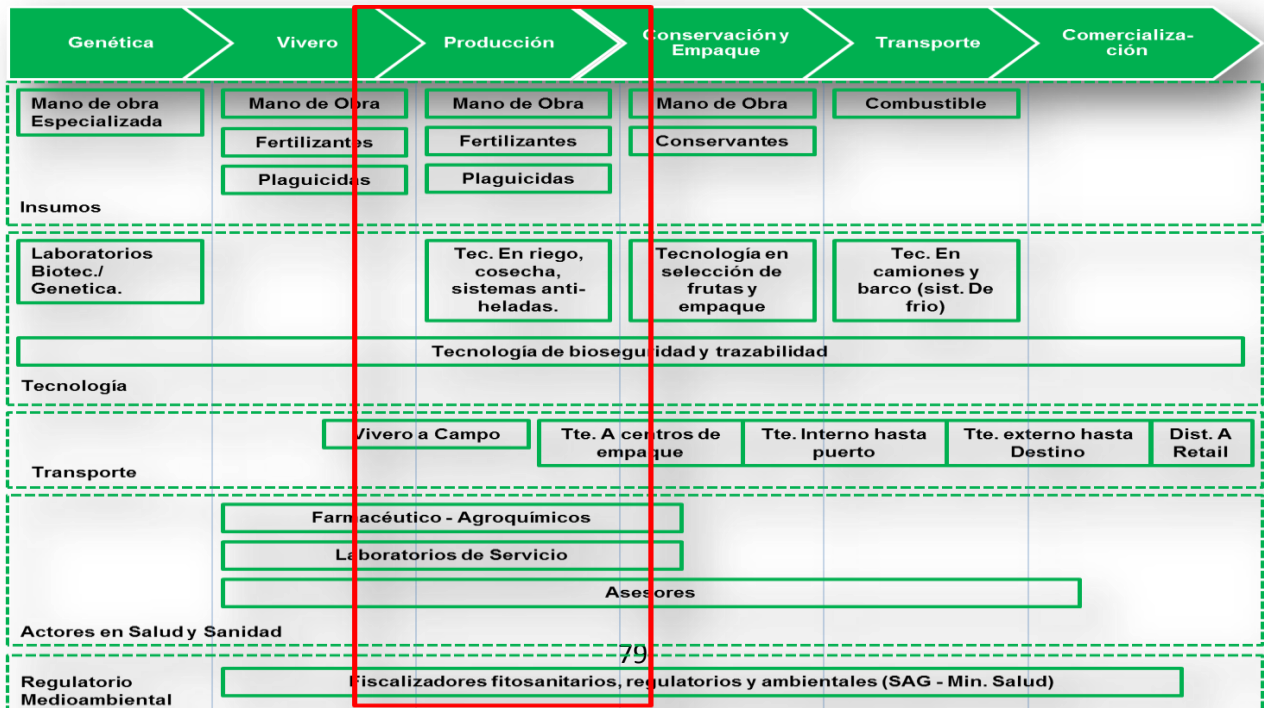 Genética
Vivero
Producción
Conservación y
Empaque
Transporte
Comercializa-
ción
Mano de obra
Especializada
Mano de Obra
Mano de Obra
Mano de Obra
Combustible
Fertilizantes
Fertilizantes
Conservantes
Plaguicidas
Plaguicidas
Insumos
Laboratorios
Biotec./
Genetica.
Tec. En riego,
cosecha,
sistemas anti-
heladas.
Tecnología en
selección de
frutas y
empaque
Tec. En
camiones y
barco (sist. De
frio)
Tecnología de bioseguridad y trazabilidad
Tecnología
Vivero a Campo
Tte. A centros de
empaque
Tte. Interno hasta
puerto
Tte. externo hasta
Destino
Dist. A
Retail
Transporte
Farmacéutico - Agroquímicos
Laboratorios de Servicio
Asesores
Actores en Salud y Sanidad
79
Regulatorio
Medioambiental
Fiscalizadores fitosanitarios, regulatorios y ambientales (SAG - Min. Salud)